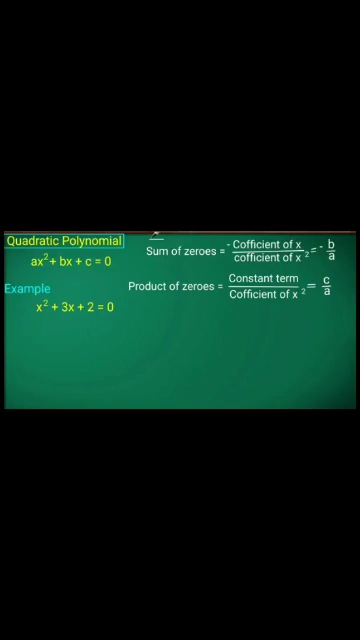 Quadratic Polynomial
ax² + bx + c = 0
Example
x² + 3x + 2 = 0
Sum of zeroes = - Cofficient of x / cofficient of x² = - b/a
Product of zeroes = Constant term / Cofficient of x² = c/a